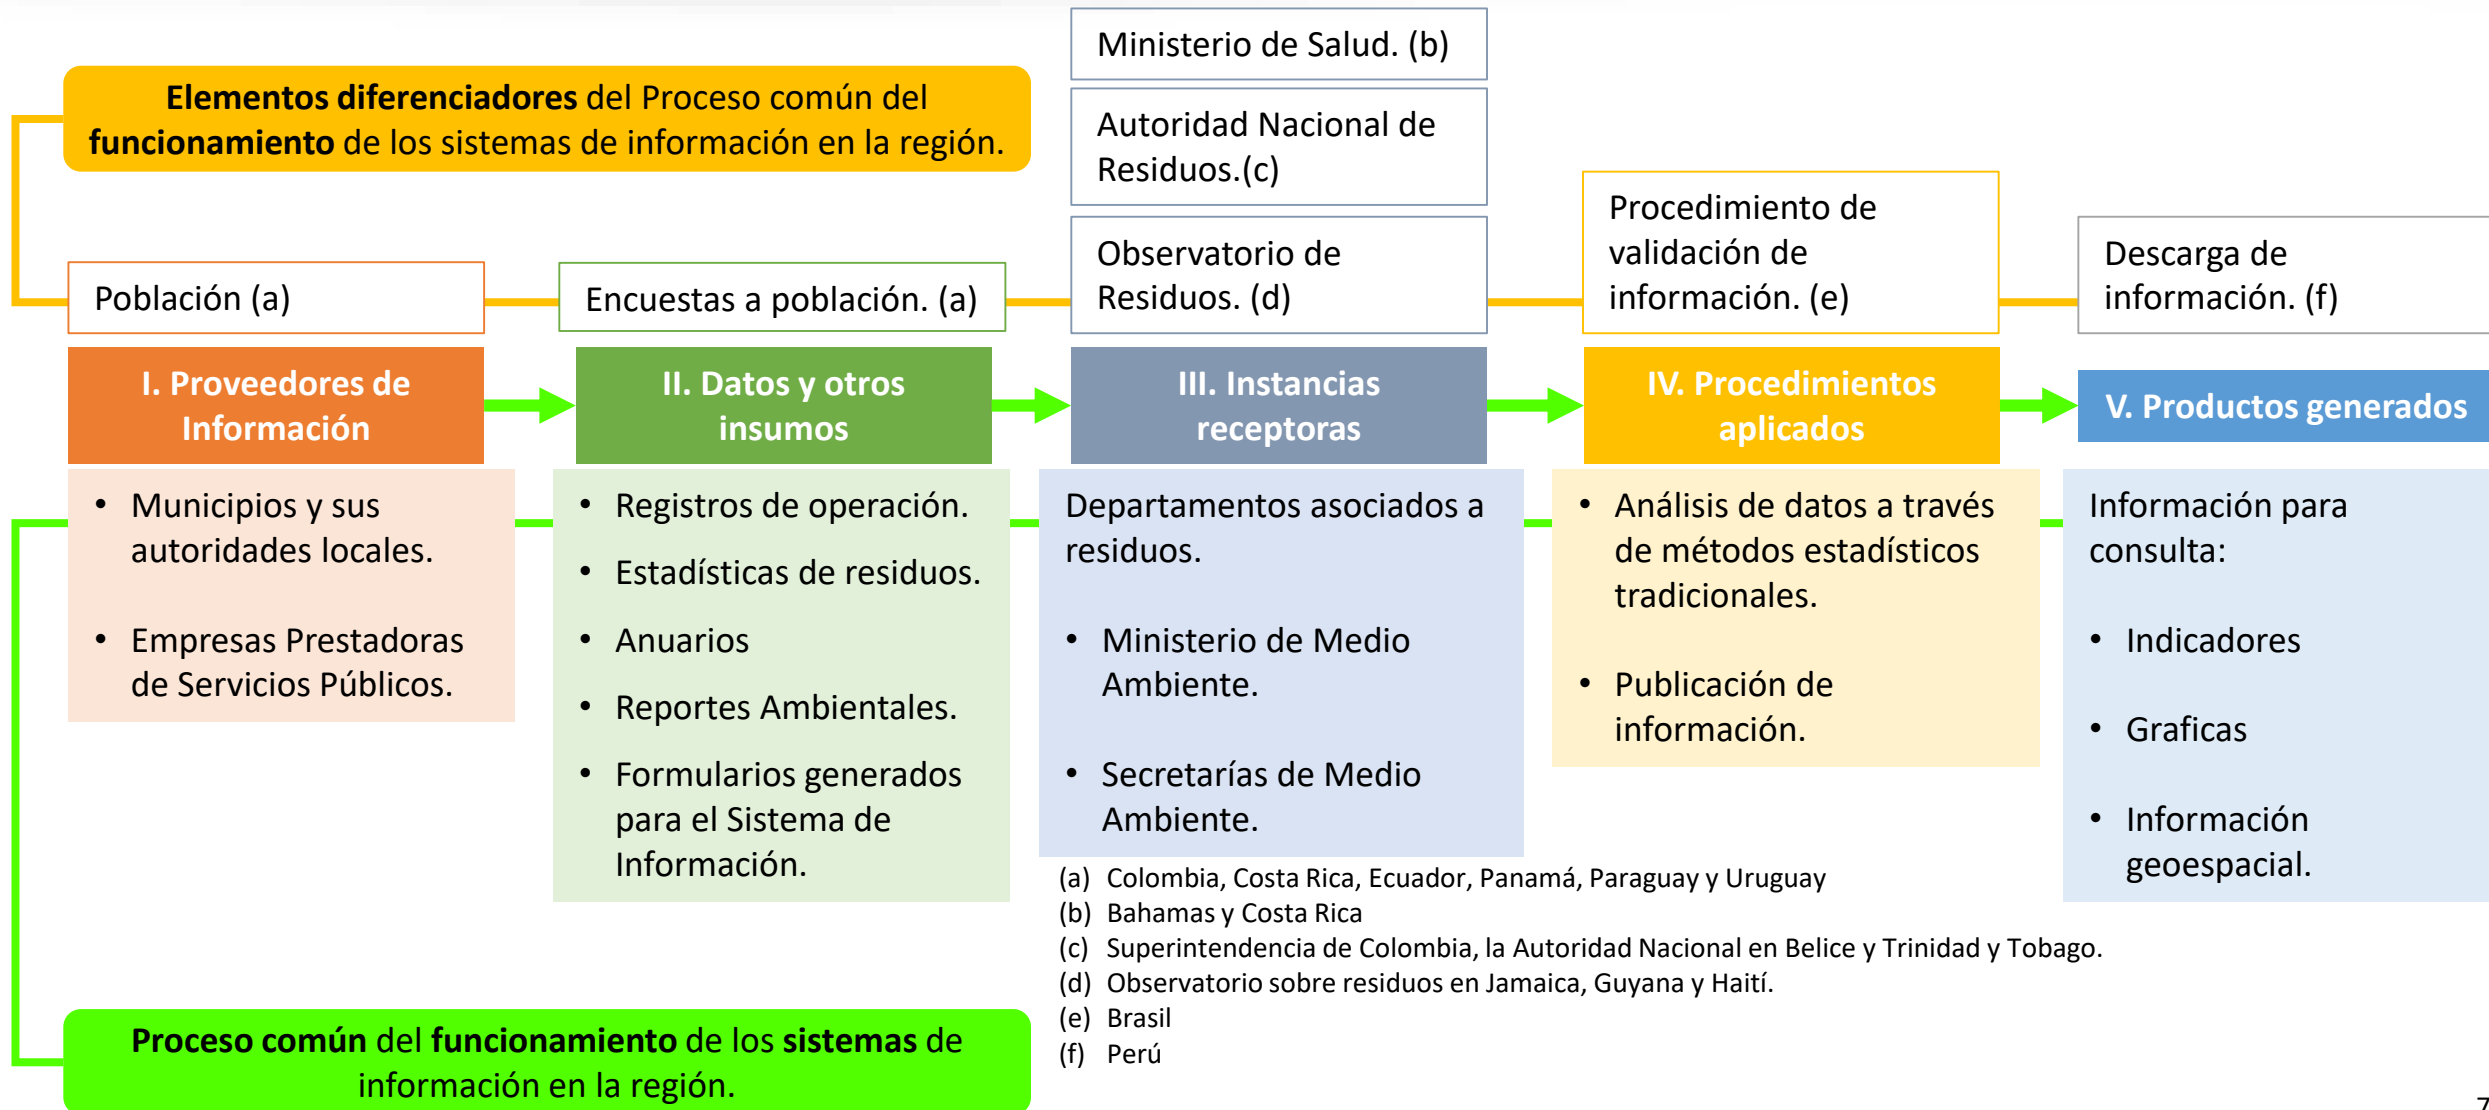 Elementos diferenciadores del Proceso común del
funcionamiento de los sistemas de información en la región.
Ministerio de Salud. (b)
Autoridad Nacional de
Residuos.(c)
Población (a)
Encuestas a población. (a)
Observatorio de
Residuos. (d)
Procedimiento de
validación de
información. (e)
Descarga de
información. (f)
I. Proveedores de
Información
II. Datos y otros
insumos
III. Instancias
receptoras
IV. Procedimientos
aplicados
V. Productos generados
• Municipios y sus
autoridades locales.
• Empresas Prestadoras
de Servicios Públicos.
• Registros de operación.
• Estadísticas de residuos.
• Anuarios
• Reportes Ambientales.
• Formularios generados
para el Sistema de
Información.
Departamentos asociados a
residuos.
• Ministerio de Medio
Ambiente.
• Secretarías de Medio
Ambiente.
• Análisis de datos a través
de métodos estadísticos
tradicionales.
• Publicación de
información.
Información para
consulta:
• Indicadores
• Graficas
• Información
geoespacial.
(a) Colombia, Costa Rica, Ecuador, Panamá, Paraguay y Uruguay
(b) Bahamas y Costa Rica
(c) Superintendencia de Colombia, la Autoridad Nacional en Belice y Trinidad y Tobago.
(d) Observatorio sobre residuos en Jamaica, Guyana y Haití.
(e) Brasil
(f) Perú
Proceso común del funcionamiento de los sistemas de
información en la región.
7